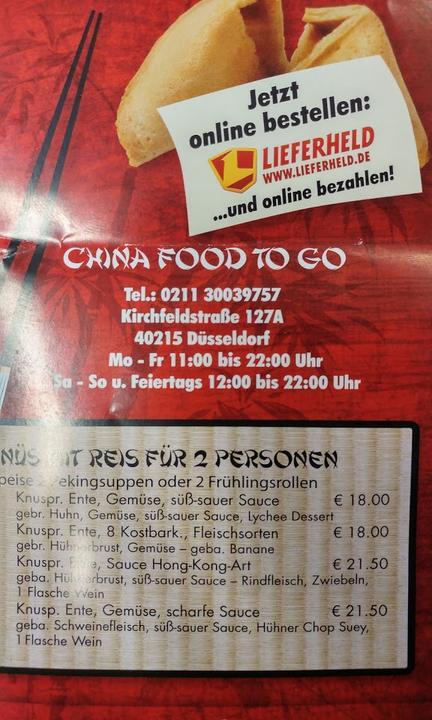 Jetzt
online bestellen:
LIEFERHELD
WWW.LIEFERHELD.DE
...und online bezahlen!
CHINA FOOD TO GO
Tel.: 0211 30039757
Kirchfeldstraße 127A
40215 Düsseldorf
Mo - Fr 11:00 bis 22:00 Uhr
Sa - So u. Feiertags 12:00 bis 22:00 Uhr
REIS FÜR 2 PERSONEN
oder 2 Frühlingsrollen
Knuspr. Ente, Gemüse, süß-sauer Sauce € 18.00
gebr. Huhn, Gemüse, süß-sauer Sauce, Lychee Dessert
Knuspr. Ente, 8 Kostbark., Fleischsorten € 18.00
gebr. Hühnerbrust, Gemüse – geba. Banane
Knuspr. Ente, Sauce Hong-Kong-Art € 21.50
geba. Hühnerbrust, süß-sauer Sauce – Rindfleisch, Zwiebeln,
1 Flasche Wein
Knusp. Ente, Gemüse, scharfe Sauce € 21.50
geba. Schweinefleisch, süß-sauer Sauce, Hühner Chop Suey,
1 Flasche Wein